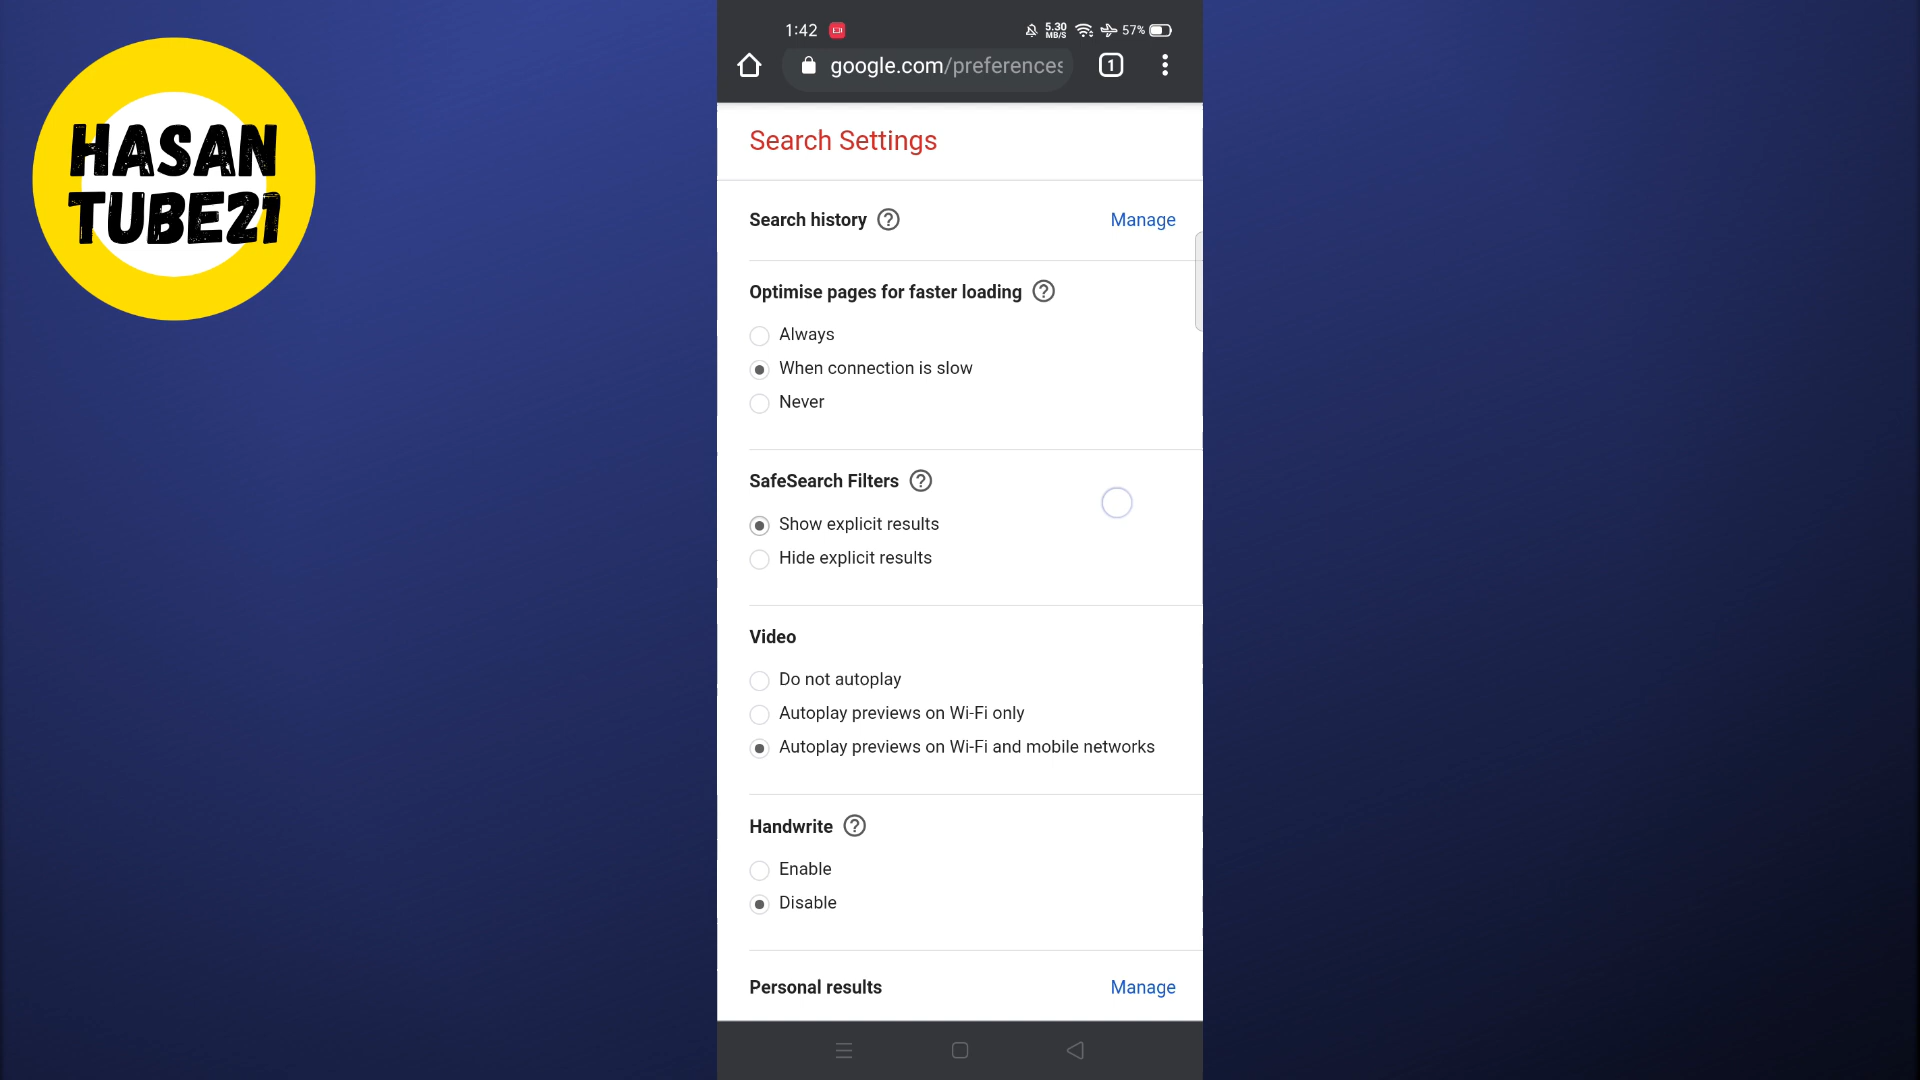 HASAN
TUBE21
1:42
5.30
MB/S
57%
google.com/preferences
1
Search Settings
Search history
Manage
Optimise pages for faster loading
Always
When connection is slow
Never
SafeSearch Filters
Show explicit results
Hide explicit results
Video
Do not autoplay
Autoplay previews on Wi-Fi only
Autoplay previews on Wi-Fi and mobile networks
Handwrite
Enable
Disable
Personal results
Manage